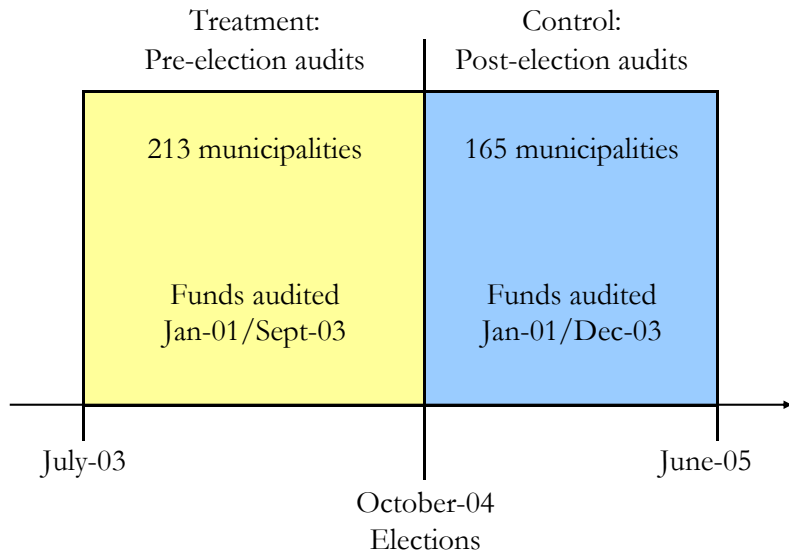 Treatment:
Pre-election audits
Control:
Post-election audits
213 municipalities
165 municipalities
Funds audited
Jan-01/Sept-03
Funds audited
Jan-01/Dec-03
July-03
June-05
October-04
Elections